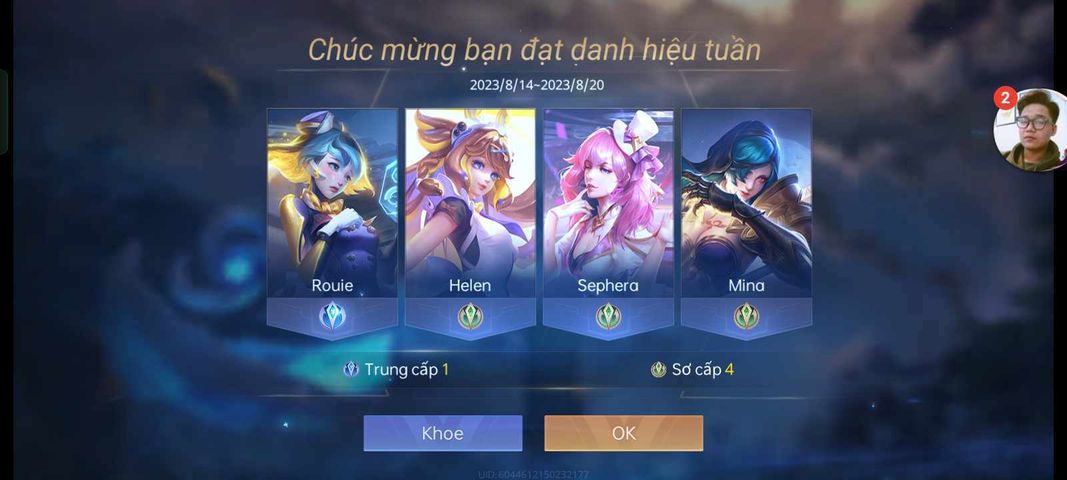 Chúc mừng bạn đạt danh hiệu tuần
2023/8/14~2023/8/20
2
Rouie Helen Sephera Mina
Trung cấp 1 Sơ cấp 4
Khoe OK
UID:6044612150232177